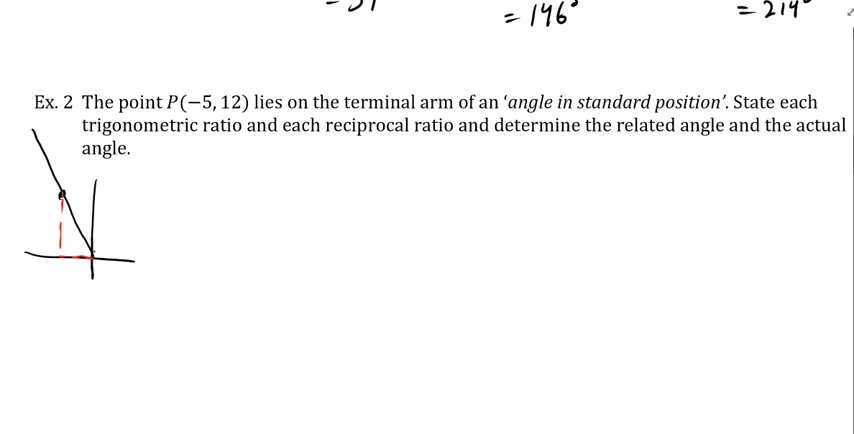 = 196°
= 214°
Ex. 2 The point P(−5, 12) lies on the terminal arm of an ‘angle in standard position’. State each
trigonometric ratio and each reciprocal ratio and determine the related angle and the actual
angle.